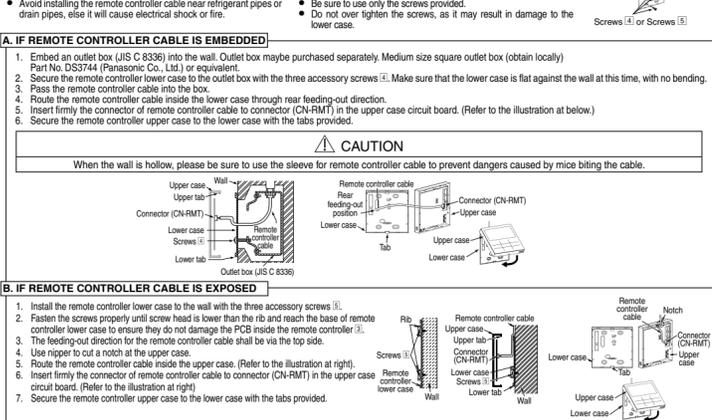 ● Avoid installing the remote controller cable near refrigerant pipes or
drain pipes, else it will cause electrical shock or fire.
● Be sure to use only the screws provided.
● Do not over tighten the screws, as it may result in damage to the
lower case.
Screws 4 or Screws 5
A. IF REMOTE CONTROLLER CABLE IS EMBEDDED
1. Embed an outlet box (JIS C 8336) into the wall. Outlet box maybe purchased separately. Medium size square outlet box (obtain locally)
Part No. DS3744 (Panasonic Co., Ltd.) or equivalent.
2. Secure the remote controller lower case to the outlet box with the three accessory screws 4. Make sure that the lower case is flat against the wall at this time, with no bending.
3. Pass the remote controller cable into the box.
4. Route the remote controller cable inside the lower case through rear feeding-out direction.
5. Insert firmly the connector of remote controller cable to connector (CN-RMT) in the upper case circuit board. (Refer to the illustration at below.)
6. Secure the remote controller upper to the lower case with the tabs provided.
CAUTION
When the wall is hollow, please be sure to use the sleeve for remote controller cable to prevent dangers caused by mice biting the cable.
Wall
Upper case
Upper tab
Connector (CN-RMT)
Lower case
Screws 4
Lower tab
Remote
controller
cable
Outlet box (JIS C 8336)
Remote controller cable
Rear
feeding-out
position
Lower case
Tab
Connector (CN-RMT)
Upper case
Upper case
Lower case
B. IF REMOTE CONTROLLER CABLE IS EXPOSED
1. Install the remote controller lower case to the wall with the three accessory screws 5.
2. Fasten the screws properly until screw head is lower than the rib and reach the base of remote
controller lower case to ensure they do not damage the PCB inside the remote controller 3.
3. The feeding-out direction for the remote controller cable shall be via the top side.
4. Use nipper to cut a notch at the upper case.
5. Route the remote controller cable inside the upper case. (Refer to the illustration at right).
6. Insert firmly the connector of remote controller cable to connector (CN-RMT) in the upper case
circuit board. (Refer to the illustration at right)
7. Secure the remote controller upper to the lower case with the tabs provided.
Rib
Screws 5
Remote
controller
lower case
Wall
Remote controller cable
Upper case
Upper tab
Connector
(CN-RMT)
Lower case
Screws 5
Lower tab
Wall
Remote
controller
cable
Notch
Connector
(CN-RMT)
Upper
case
Lower case
Tab
Upper case
Lower case